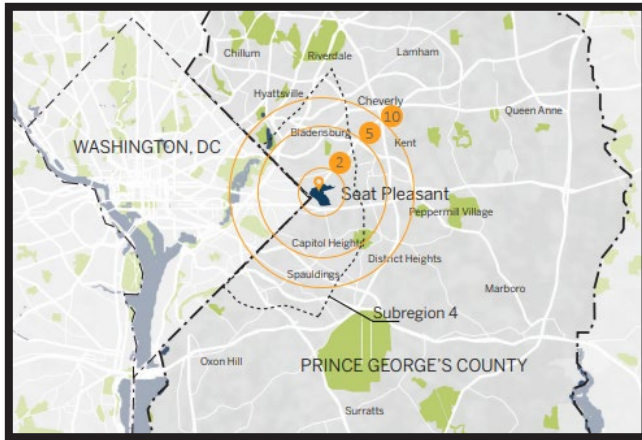 Chillum
Riverdale
Lamham
Hyattsville
Cheverly
10
Queen Anne
WASHINGTON, DC
Bladensburg
5
Kent
2
Seat Pleasant
Peppermill Village
Capitol Heights
District Heights
Spauldings
Marboro
Subregion 4
Oxon Hill
PRINCE GEORGE'S COUNTY
Surratts